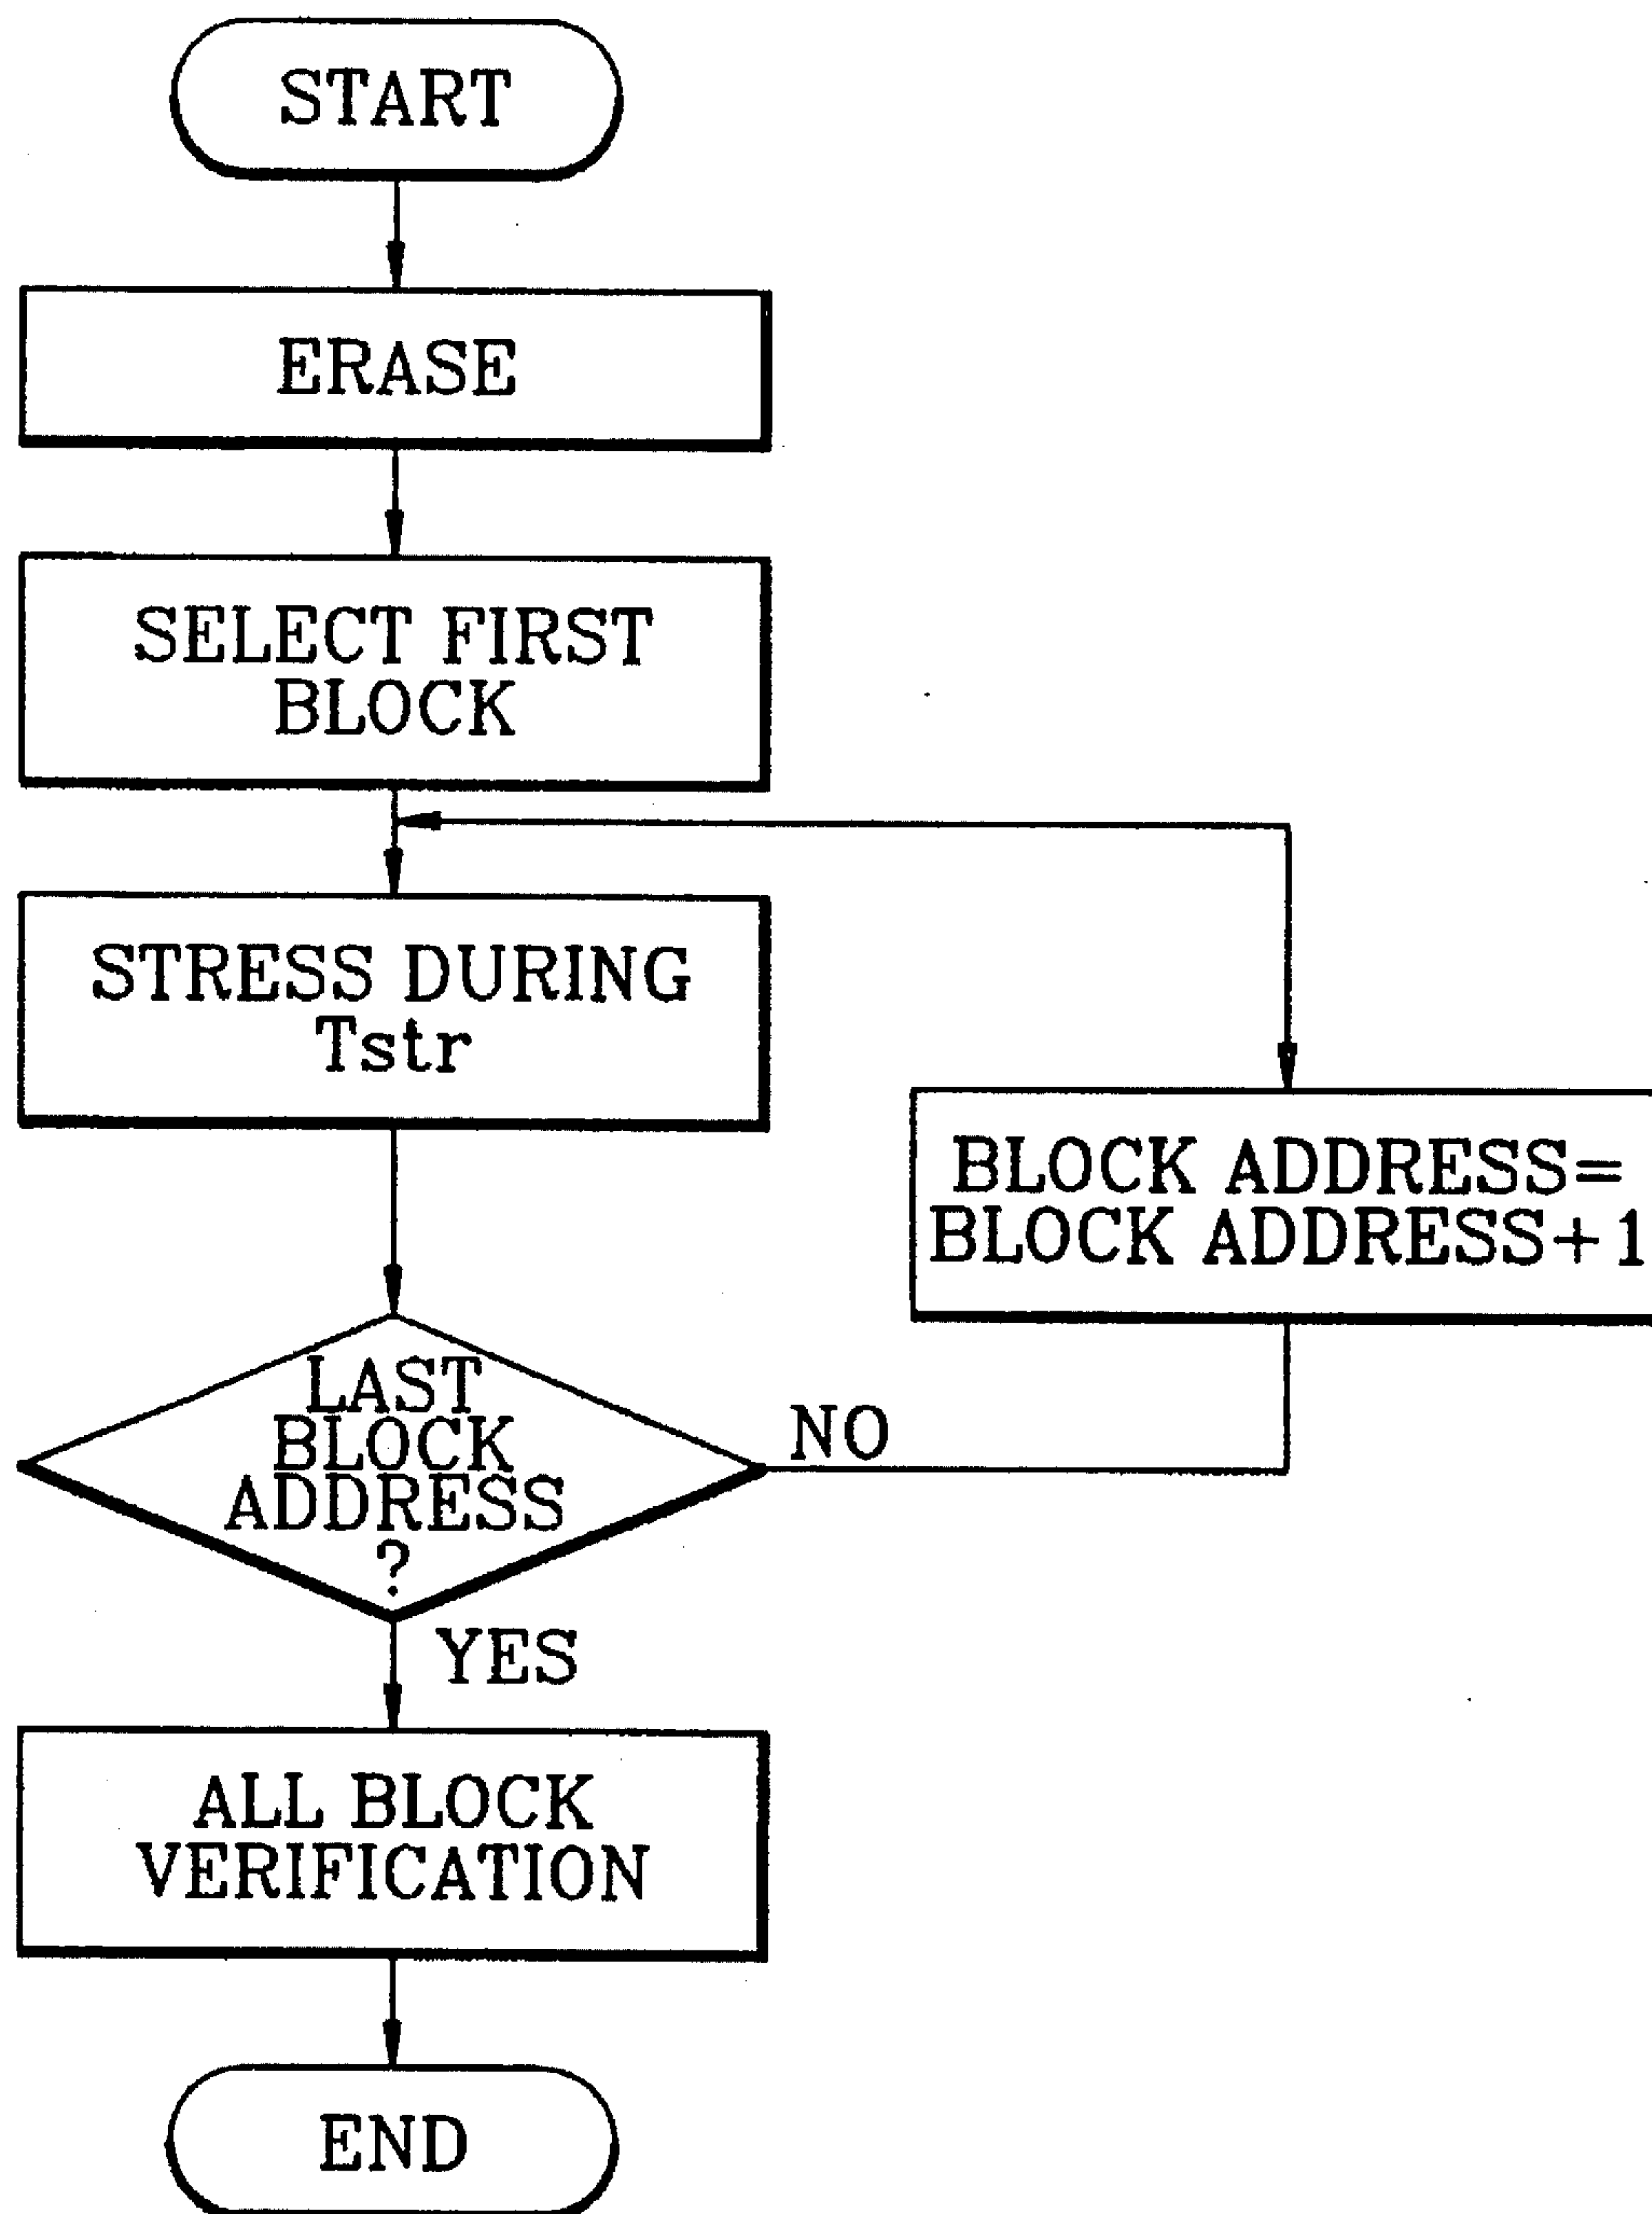 START
ERASE
SELECT FIRST
BLOCK
STRESS DURING
Tstr
BLOCK ADDRESS=
BLOCK ADDRESS+1
LAST
BLOCK
ADDRESS
?
NO
YES
ALL BLOCK
VERIFICATION
END